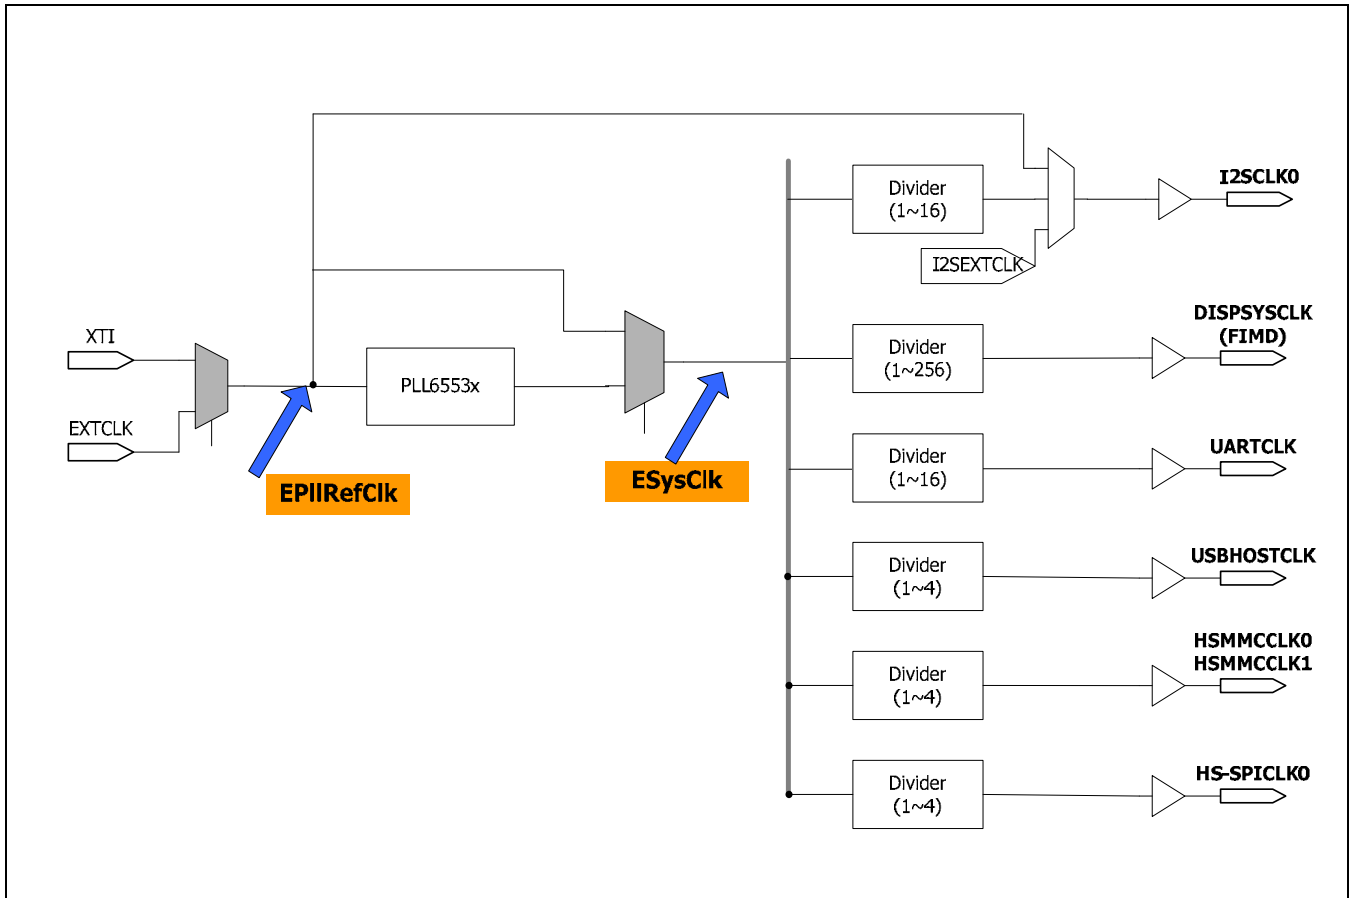 I2SCLK0
Divider
(1~16)
I2SEXTCLK
DISPSYSCLK
(FIMD)
XTI
Divider
(1~256)
PLL6553x
EXTCLK
UARTCLK
Divider
(1~16)
EPllRefClk
ESysClk
USBHOSTCLK
Divider
(1~4)
HSMMCCLK0
HSMMCCLK1
Divider
(1~4)
HS-SPICLK0
Divider
(1~4)